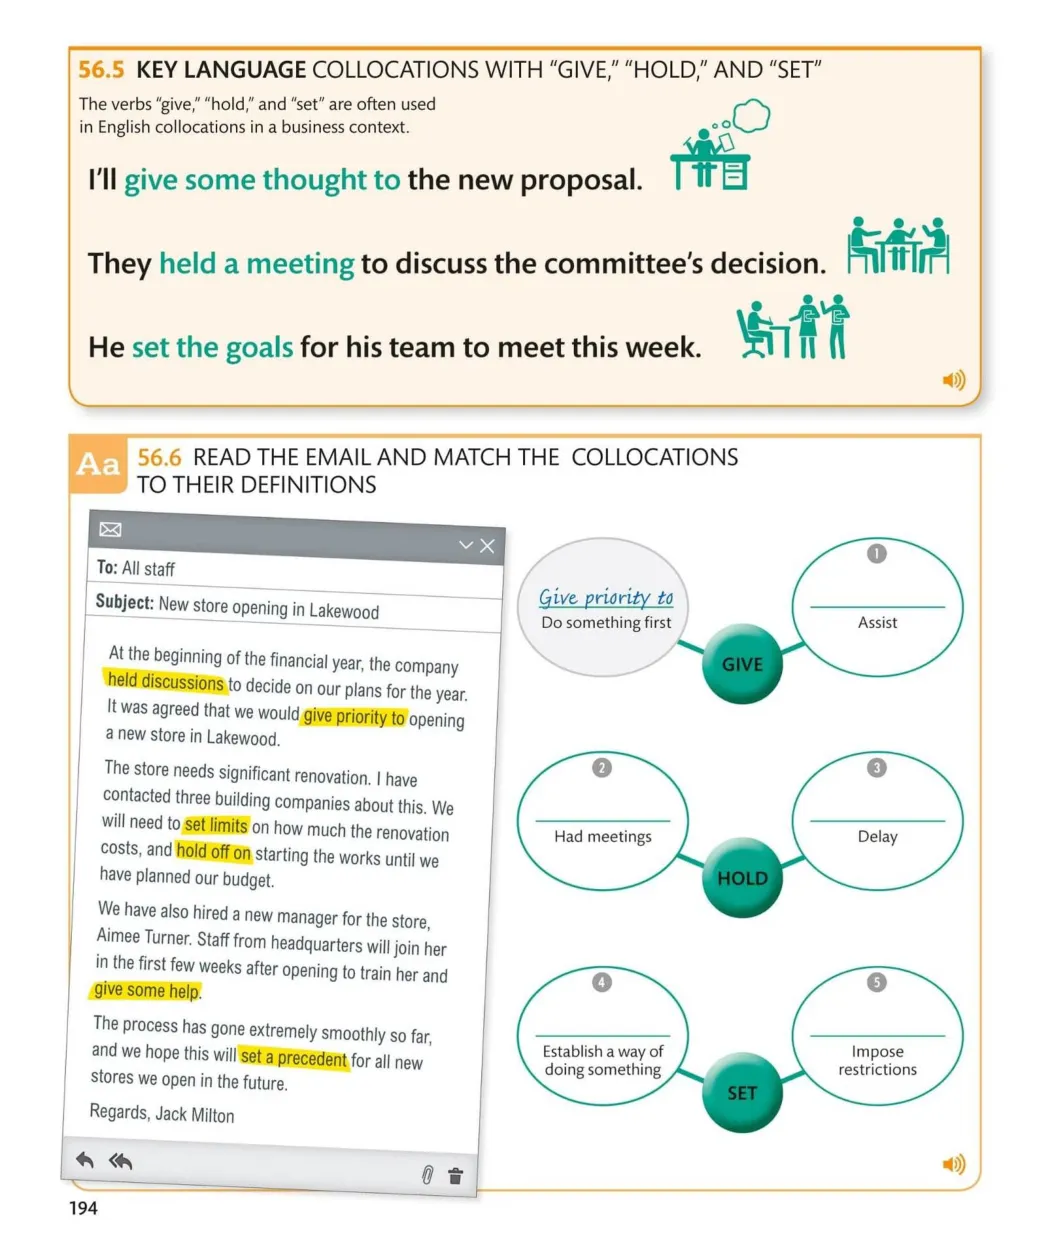 56.5 KEY LANGUAGE COLLOCATIONS WITH “GIVE,” “HOLD,” AND “SET”
The verbs “give,” “hold,” and “set” are often used
in English collocations in a business context.
I’ll give some thought to the new proposal.
They held a meeting to discuss the committee’s decision.
He set the goals for his team to meet this week.
Aa
56.6 READ THE EMAIL AND MATCH THE COLLOCATIONS
TO THEIR DEFINITIONS
To: All staff
Subject: New store opening in Lakewood
At the beginning of the financial year, the company
held discussions to decide on our plans for the year.
It was agreed that we would give priority to opening
a new store in Lakewood.
The store needs significant renovation. I have
contacted three building companies about this. We
will need to set limits on how much the renovation
costs, and hold off on starting the works until we
have planned our budget.
We have also hired a new manager for the store,
Aimee Turner. Staff from headquarters will join her
in the first few weeks after opening to train her and
give some help.
The process has gone extremely smoothly so far,
and we hope this will set a precedent for all new
stores we open in the future.
Regards, Jack Milton
Give priority to
Do something first
GIVE
1
Assist
2
Had meetings
HOLD
3
Delay
4
Establish a way of
doing something
SET
5
Impose
restrictions
194